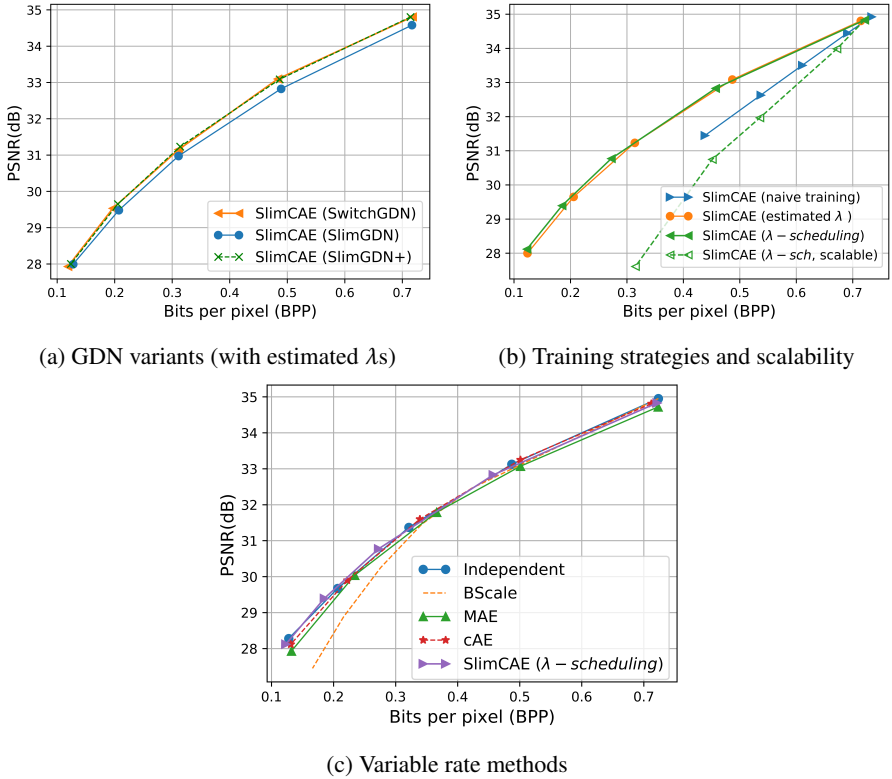 35
34
33
32
31
30
29
28
PSNR(dB)
0.1 0.2 0.3 0.4 0.5 0.6 0.7
Bits per pixel (BPP)
SlimCAE (SwitchGDN)
SlimCAE (SlimGDN)
SlimCAE (SlimGDN+)
(a) GDN variants (with estimated λs)
35
34
33
32
31
30
29
28
PSNR(dB)
0.1 0.2 0.3 0.4 0.5 0.6 0.7
Bits per pixel (BPP)
SlimCAE (naive training)
SlimCAE (estimated λ )
SlimCAE (λ − scheduling)
SlimCAE (λ − sch, scalable)
(b) Training strategies and scalability
35
34
33
32
31
30
29
28
PSNR(dB)
0.1 0.2 0.3 0.4 0.5 0.6 0.7
Bits per pixel (BPP)
Independent
BScale
MAE
cAE
SlimCAE (λ − scheduling)
(c) Variable rate methods